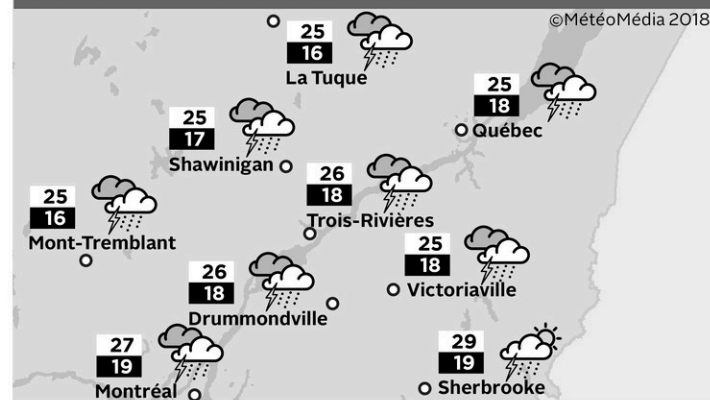 ©MétéoMédia 2018
25
16
La Tuque
25
18
Québec
25
17
Shawinigan
26
18
Trois-Rivières
25
16
Mont-Tremblant
25
18
Victoriaville
26
18
Drummondville
27
19
Montréal
29
19
Sherbrooke